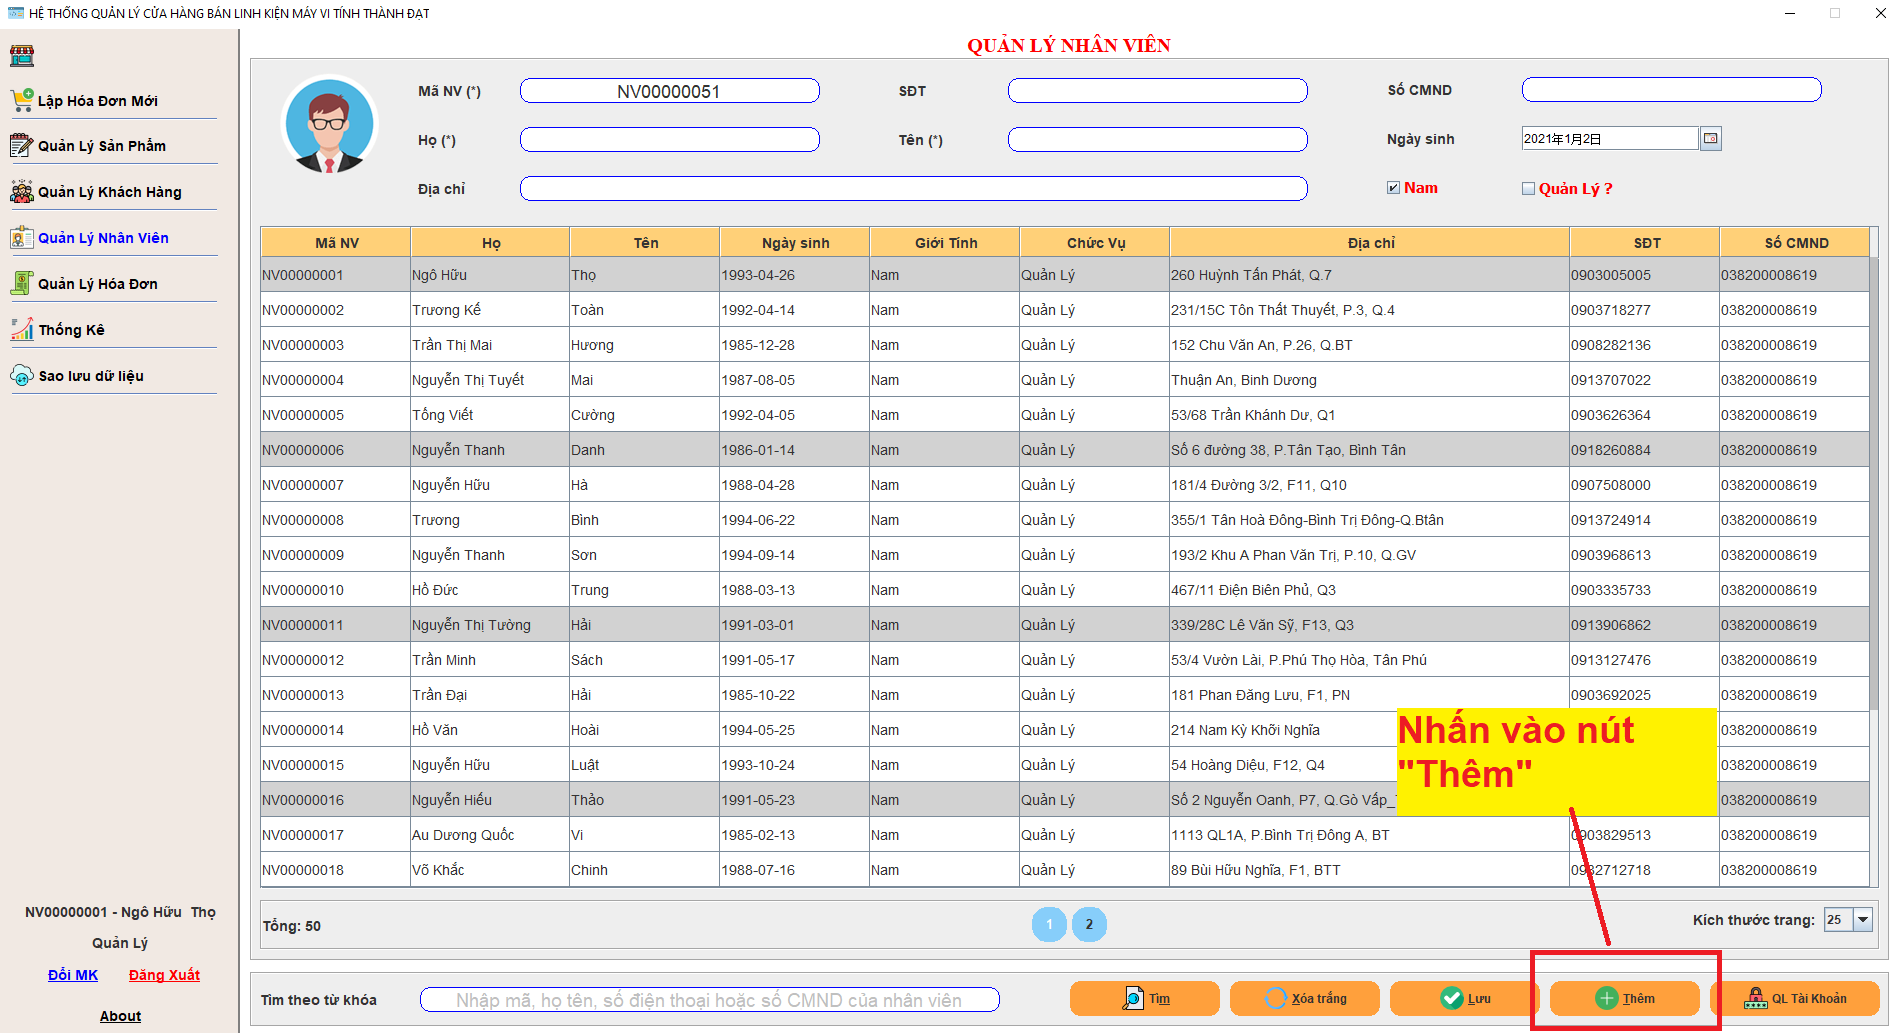 HỆ THỐNG QUẢN LÝ CỬA HÀNG BÁN LINH KIỆN MÁY VI TÍNH THÀNH ĐẠT
Lập Hóa Đơn Mới
Quản Lý Sản Phẩm
Quản Lý Khách Hàng
Quản Lý Nhân Viên
Quản Lý Hóa Đơn
Thống Kê
Sao lưu dữ liệu
NV00000001 - Ngô Hữu Thọ
Quản Lý
Đổi MK Đăng Xuất
About
QUẢN LÝ NHÂN VIÊN
Mã NV (*) NV00000051 SĐT Số CMND
Họ (*) Tên (*) Ngày sinh 2021年1月2日
Địa chỉ Nam Quản Lý ?
Mã NV Họ Tên Ngày sinh Giới Tính Chức Vụ Địa chỉ SĐT Số CMND
NV00000001 Ngô Hữu Thọ 1993-04-26 Nam Quản Lý 260 Huỳnh Tấn Phát, Q.7 0903005005 038200008619
NV00000002 Trương Kế Toàn 1992-04-14 Nam Quản Lý 231/15C Tôn Thất Thuyết, P.3, Q.4 0903718277 038200008619
NV00000003 Trần Thị Mai Hương 1985-12-28 Nam Quản Lý 152 Chu Văn An, P.26, Q.BT 0908282136 038200008619
NV00000004 Nguyễn Thị Tuyết Mai 1987-08-05 Nam Quản Lý Thuận An, Binh Dương 0913707022 038200008619
NV00000005 Tống Viết Cường 1992-04-05 Nam Quản Lý 53/68 Trần Khánh Dư, Q1 0903626364 038200008619
NV00000006 Nguyễn Thanh Danh 1986-01-14 Nam Quản Lý Số 6 đường 38, P.Tân Tạo, Bình Tân 0918260884 038200008619
NV00000007 Nguyễn Hữu Hà 1988-04-28 Nam Quản Lý 181/4 Đường 3/2, F11, Q10 0907508000 038200008619
NV00000008 Trương Bình 1994-06-22 Nam Quản Lý 355/1 Tân Hoà Đông-Bình Trị Đông-Q.Btân 0913724914 038200008619
NV00000009 Nguyễn Thanh Sơn 1994-09-14 Nam Quản Lý 193/2 Khu A Phan Văn Trị, P.10, Q.GV 0903968613 038200008619
NV00000010 Hồ Đức Trung 1988-03-13 Nam Quản Lý 467/11 Điện Biên Phủ, Q3 0903335733 038200008619
NV00000011 Nguyễn Thị Tường Hải 1991-03-01 Nam Quản Lý 339/28C Lê Văn Sỹ, F13, Q3 0913906862 038200008619
NV00000012 Trần Minh Sách 1991-05-17 Nam Quản Lý 53/4 Vườn Lài, P.Phú Thọ Hòa, Tân Phú 0913127476 038200008619
NV00000013 Trần Đại Hải 1985-10-22 Nam Quản Lý 181 Phan Đăng Lưu, F1, PN 0903692025 038200008619
NV00000014 Hồ Văn Hoài 1994-05-25 Nam Quản Lý 214 Nam Kỳ Khởi Nghĩa 038200008619
NV00000015 Nguyễn Hữu Luật 1993-10-24 Nam Quản Lý 54 Hoàng Diệu, F12, Q4 038200008619
NV00000016 Nguyễn Hiếu Thảo 1991-05-23 Nam Quản Lý Số 2 Nguyễn Oanh, P7, Q.Gò Vấp_ 038200008619
NV00000017 Au Dương Quốc Vi 1985-02-13 Nam Quản Lý 1113 QL1A, P.Bình Trị Đông A, BT 0903829513 038200008619
NV00000018 Võ Khắc Chinh 1988-07-16 Nam Quản Lý 89 Bùi Hữu Nghĩa, F1, BTT 0932712718 038200008619
Nhấn vào nút
"Thêm"
Tổng: 50 1 2 Kích thước trang: 25
Tìm theo từ khóa Nhập mã, họ tên, số điện thoại hoặc số CMND của nhân viên Tìm Xóa trắng Lưu Thêm QL Tài Khoản